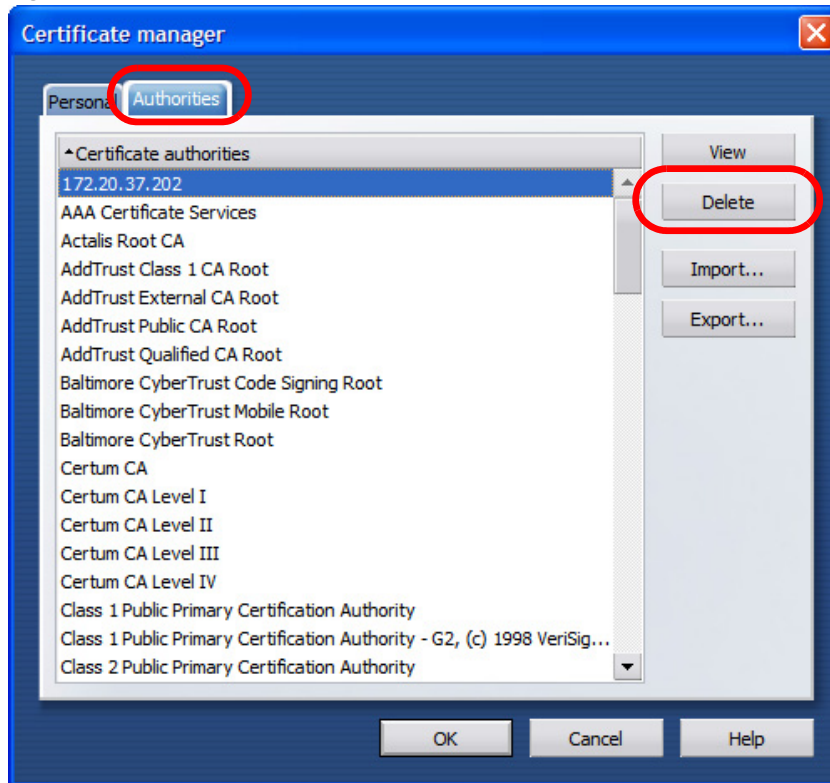 Certificate manager
Personal Authorities
Certificate authorities
View
172.20.37.202
Delete
AAA Certificate Services
Actalis Root CA
AddTrust Class 1 CA Root
Import...
AddTrust External CA Root
AddTrust Public CA Root
Export...
AddTrust Qualified CA Root
Baltimore CyberTrust Code Signing Root
Baltimore CyberTrust Mobile Root
Baltimore CyberTrust Root
Certum CA
Certum CA Level I
Certum CA Level II
Certum CA Level III
Certum CA Level IV
Class 1 Public Primary Certification Authority
Class 1 Public Primary Certification Authority - G2, (c) 1998 VeriSig...
Class 2 Public Primary Certification Authority
OK Cancel Help